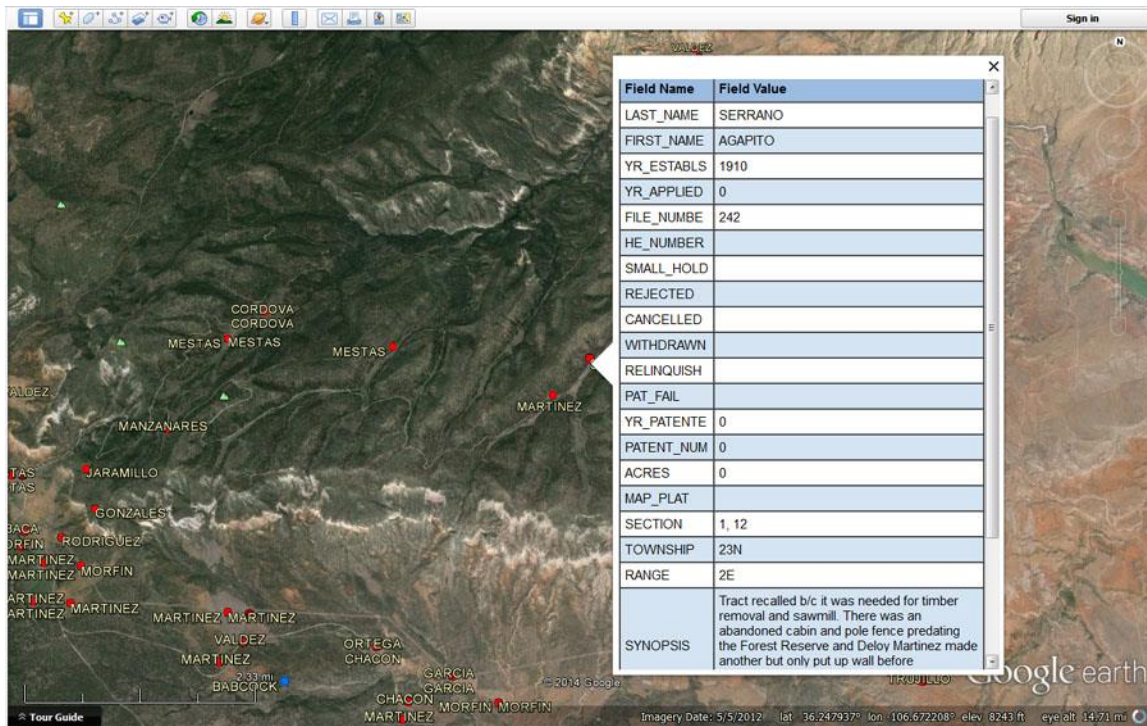 Sign in
VALDEZ
N
Field Name Field Value
LAST_NAME SERRANO
FIRST_NAME AGAPITO
YR_ESTABLS 1910
YR_APPLIED 0
FILE_NUMBE 242
HE_NUMBER
SMALL_HOLD
REJECTED
CANCELLED
WITHDRAWN
RELINQUISH
PAT_FAIL
YR_PATENTE 0
PATENT_NUM 0
ACRES 0
MAP_PLAT
SECTION 1, 12
TOWNSHIP 23N
RANGE 2E
SYNOPSIS
Tract recalled b/c it was needed for timber
removal and sawmill. There was an
abandoned cabin and pole fence predating
the Forest Reserve and Deloy Martinez made
another but only put up wall before
CORDOVA
CORDOVA
MESTAS MESTAS
MESTAS
ALDEZ
MARTINEZ
MANZANARES
TAS
TAS
JARAMILLO
GONZALES
BACA
ORFIN
RODRIGUEZ
MARTINEZ
MARTINEZ
MORFIN
ARTINEZ
ARTINEZ
MARTINEZ
MARTINEZ MARTINEZ
VALDEZ
MARTINEZ
ORTEGA
CHACON
2.33 mi
BABCOCK
GARCIA
GARCIA
CHACON
MORFIN MORFIN
MARTINEZ
© 2014 Google
TRUJILLO
Google earth
Tour Guide
Imagery Date: 5/5/2012 lat 36.247937° lon -106.672208° elev 8243 ft eye alt 14.71 mi